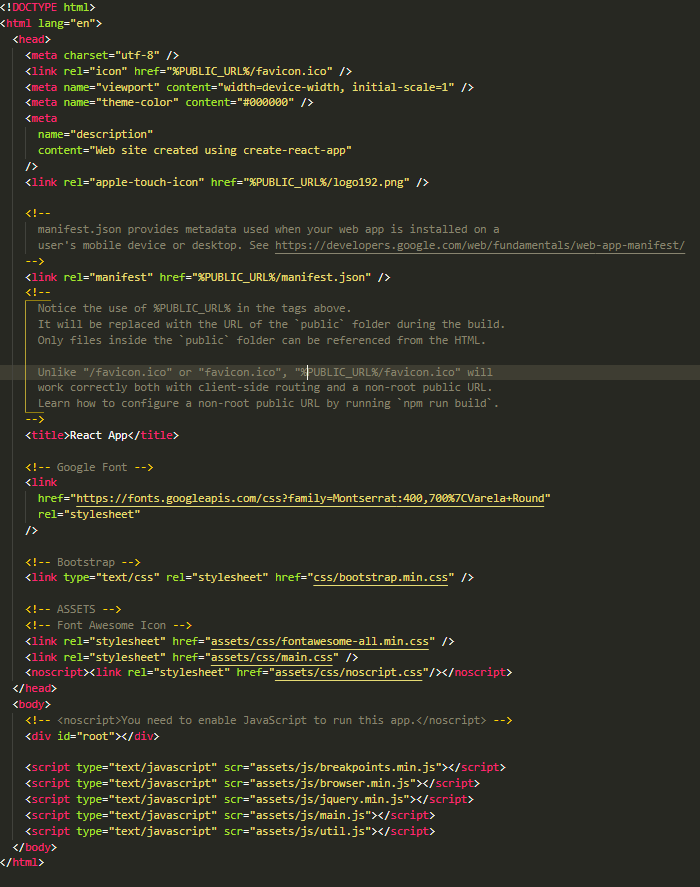 <!DOCTYPE html>
<html lang="en">
<head>
<meta charset="utf-8" />
<link rel="icon" href="%PUBLIC_URL%/favicon.ico" />
<meta name="viewport" content="width=device-width, initial-scale=1" />
<meta name="theme-color" content="#000000" />
<meta
name="description"
content="Web site created using create-react-app"
/>
<link rel="apple-touch-icon" href="%PUBLIC_URL%/logo192.png" />
<!--
manifest.json provides metadata used when your web app is installed on a
user's mobile device or desktop. See https://developers.google.com/web/fundamentals/web-app-manifest/
-->
<link rel="manifest" href="%PUBLIC_URL%/manifest.json" />
<!--
Notice the use of %PUBLIC_URL% in the tags above.
It will be replaced with the URL of the `public` folder during the build.
Only files inside the `public` folder can be referenced from the HTML.
Unlike "/favicon.ico" or "favicon.ico", "%PUBLIC_URL%/favicon.ico" will
work correctly both with client-side routing and a non-root public URL.
Learn how to configure a non-root public URL by running `npm run build`.
-->
<title>React App</title>
<!-- Google Font -->
<link
href="https://fonts.googleapis.com/css?family=Montserrat:400,700%7CVarela+Round"
rel="stylesheet"
/>
<!-- Bootstrap -->
<link type="text/css" rel="stylesheet" href="css/bootstrap.min.css" />
<!-- ASSETS -->
<!-- Font Awesome Icon -->
<link rel="stylesheet" href="assets/css/fontawesome-all.min.css" />
<link rel="stylesheet" href="assets/css/main.css" />
<noscript><link rel="stylesheet" href="assets/css/noscript.css"/></noscript>
</head>
<body>
<!-- <noscript>You need to enable JavaScript to run this app.</noscript> -->
<div id="root"></div>
<script type="text/javascript" scr="assets/js/breakpoints.min.js"></script>
<script type="text/javascript" scr="assets/js/browser.min.js"></script>
<script type="text/javascript" scr="assets/js/jquery.min.js"></script>
<script type="text/javascript" scr="assets/js/main.js"></script>
<script type="text/javascript" scr="assets/js/util.js"></script>
</body>
</html>